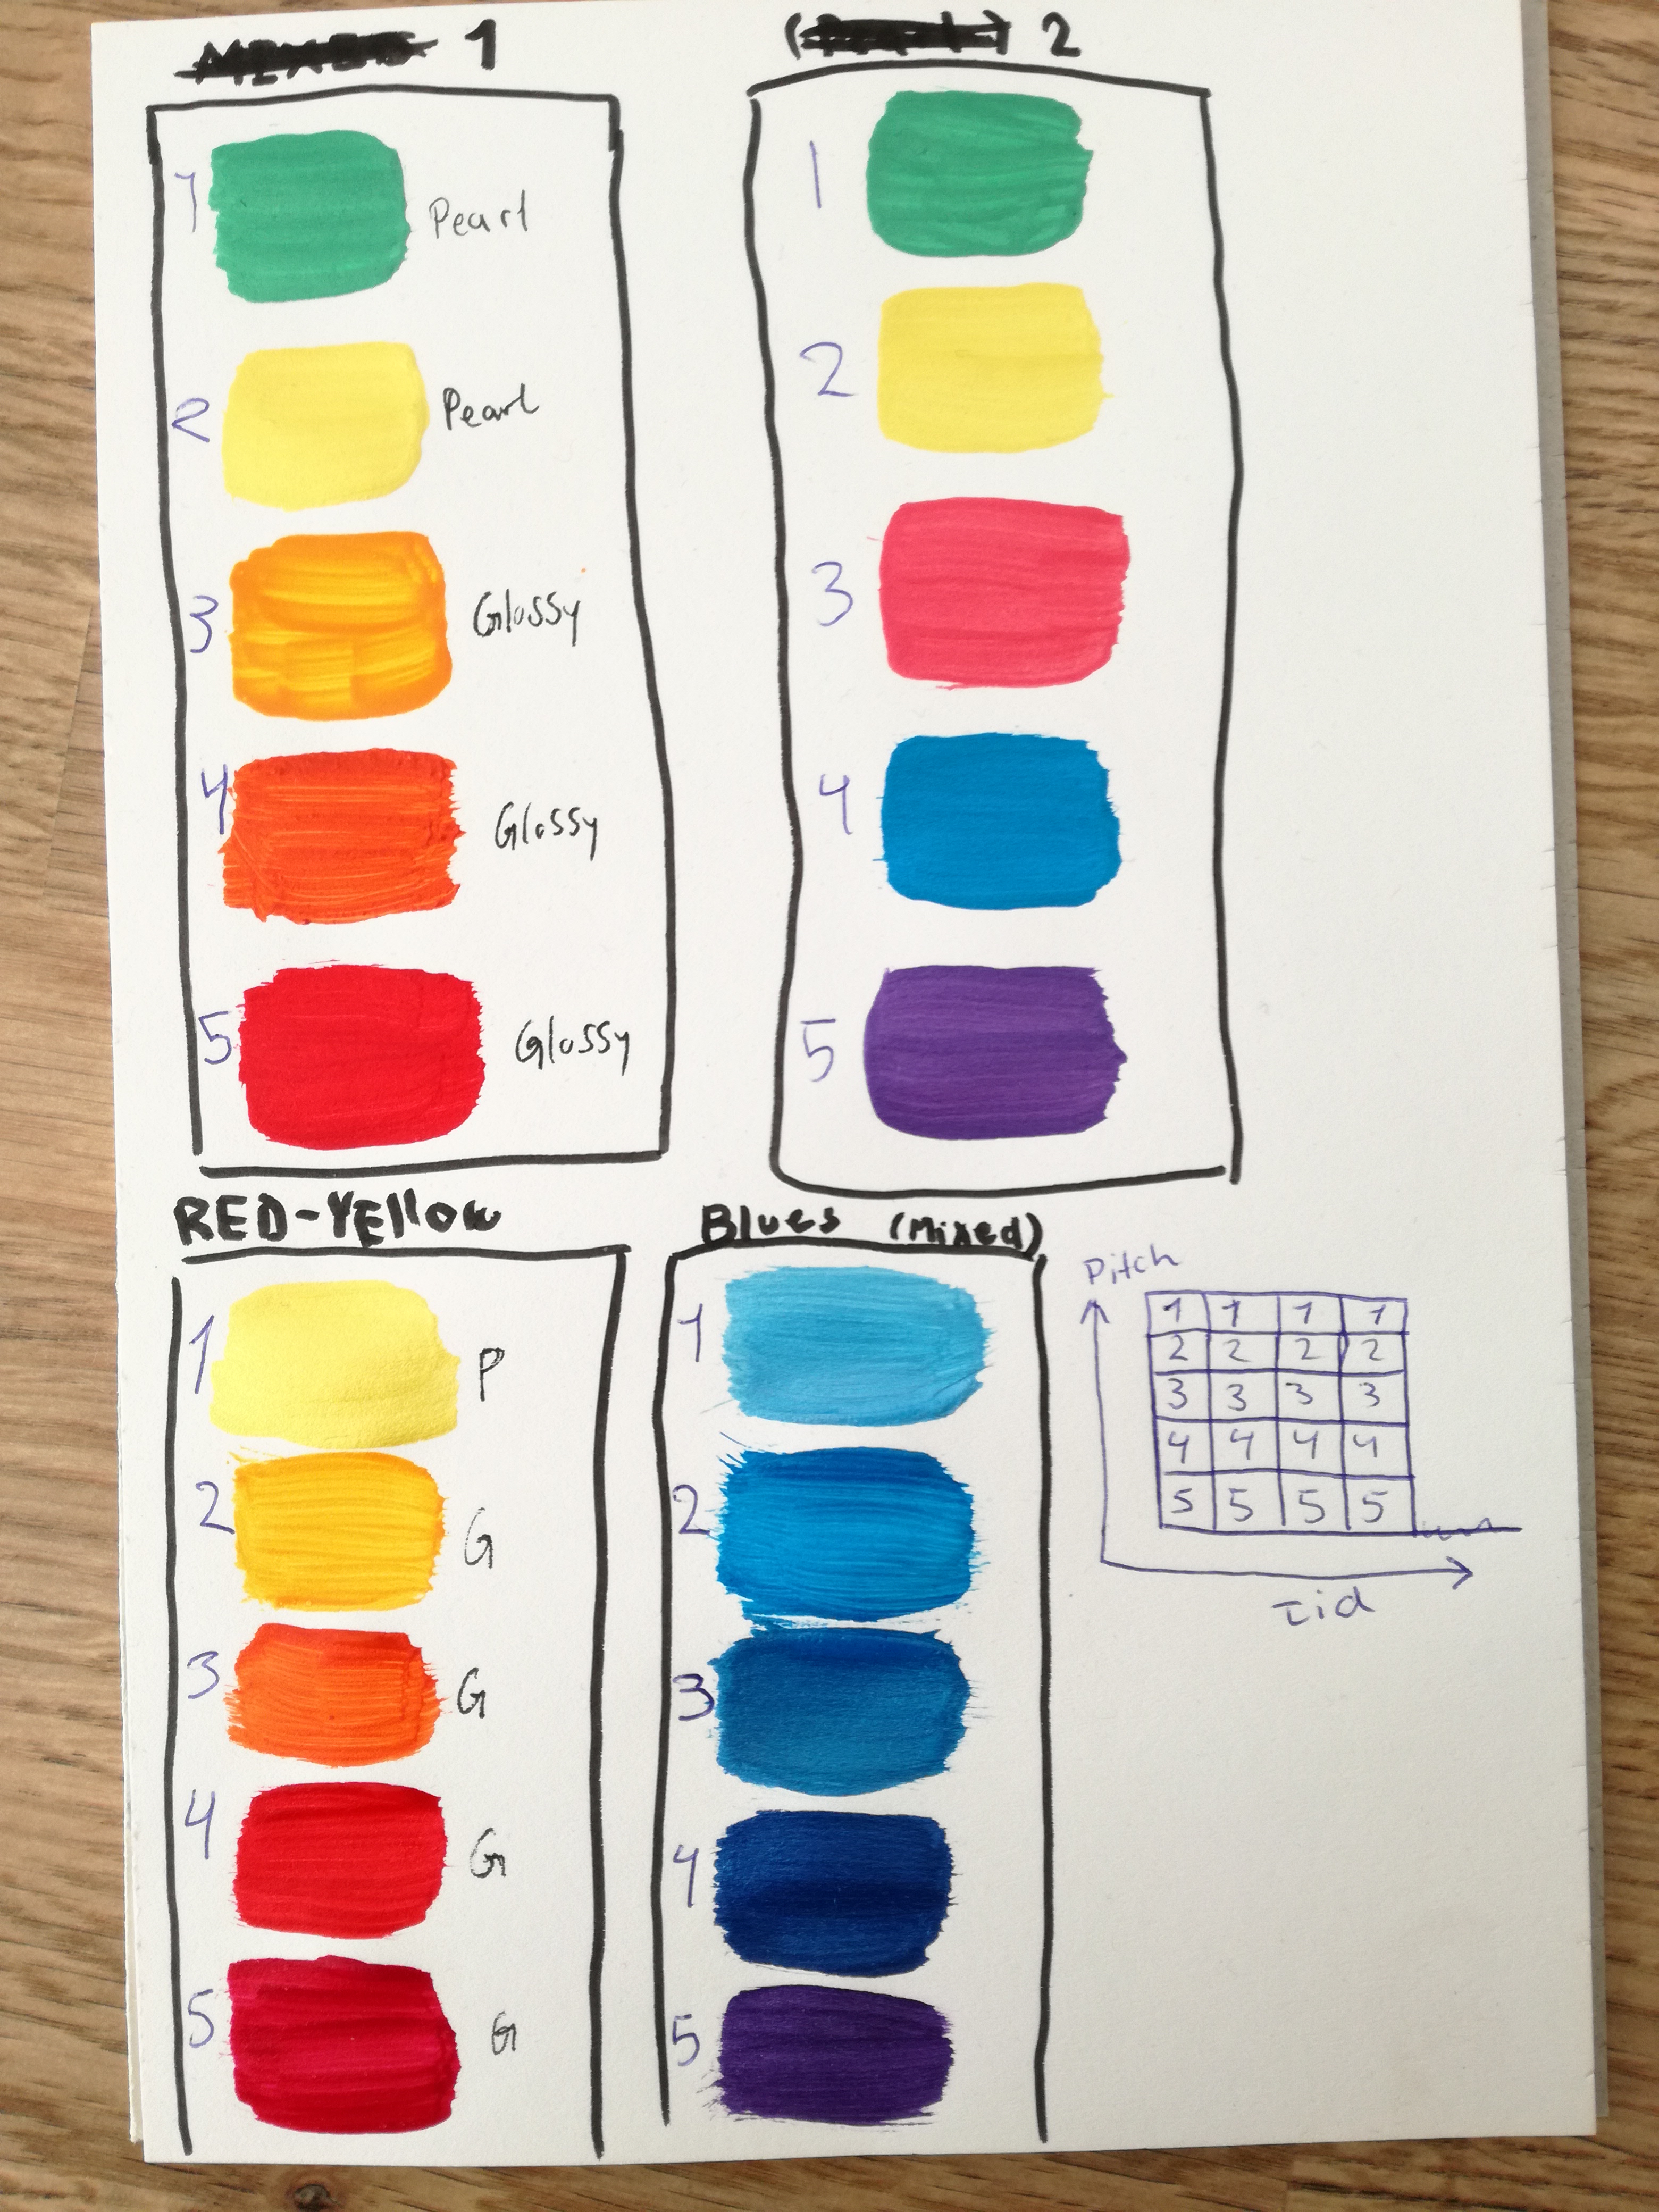 1
1 Pearl
2 Pearl
3 Glossy
4 Glossy
5 Glossy
2
1
2
3
4
5
RED-YEllow
1 P
2 G
3 G
4 G
5 G
Blues (Mixed)
1
2
3
4
5
Pitch
1 1 1 1
2 2 2 2
3 3 3 3
4 4 4 4
5 5 5 5
Tid